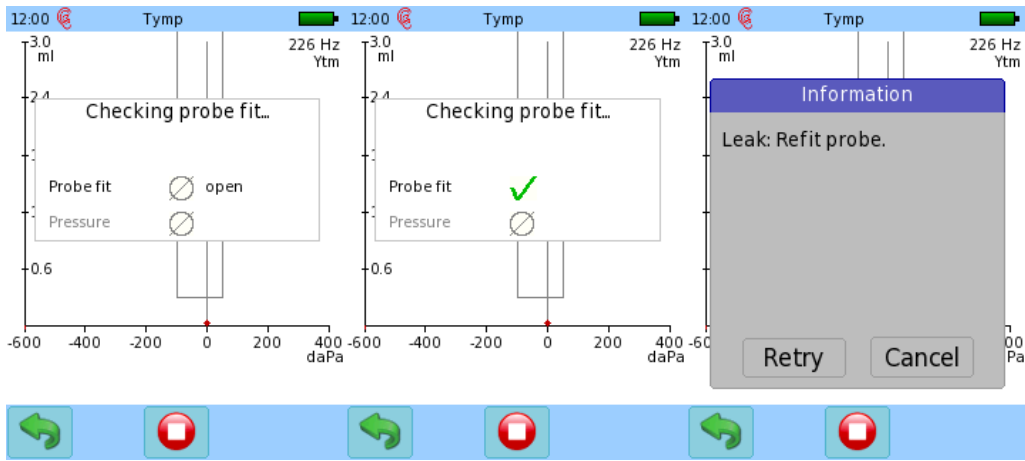 12:00 Tymp
3.0
ml
226 Hz
Ytm
2.4
Checking probe fit...
Probe fit open
Pressure
0.6
-600 -400 -200 0 200 400
daPa
12:00 Tymp
3.0
ml
226 Hz
Ytm
2.4
Checking probe fit...
Probe fit
Pressure
0.6
-600 -400 -200 0 200 400
daPa
12:00 Tymp
3.0
ml
226 Hz
Ytm
Information
Leak: Refit probe.
Retry Cancel